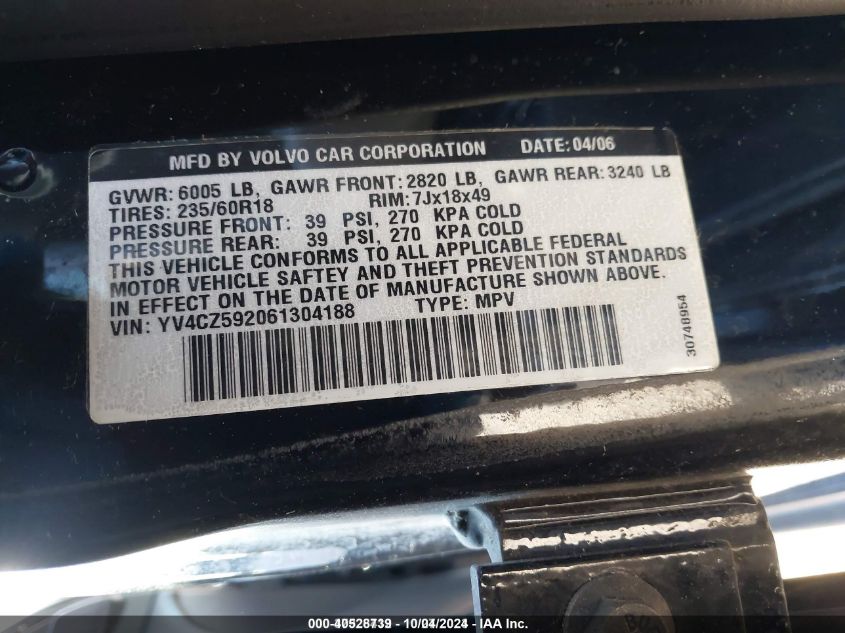 MFD BY VOLVO CAR CORPORATION DATE: 04/06
GVWR: 6005 LB, GAWR FRONT: 2820 LB, GAWR REAR: 3240 LB
TIRES: 235/60R18 RIM: 7Jx18x49
PRESSURE FRONT: 39 PSI, 270 KPA COLD
PRESSURE REAR: 39 PSI, 270 KPA COLD
THIS VEHICLE CONFORMS TO ALL APPLICABLE FEDERAL
MOTOR VEHICLE SAFTEY AND THEFT PREVENTION STANDARDS
IN EFFECT ON THE DATE OF MANUFACTURE SHOWN ABOVE.
VIN: YV4CZ592061304188 TYPE: MPV
30748954
000-40528739 - 10/04/2024 - IAA Inc.